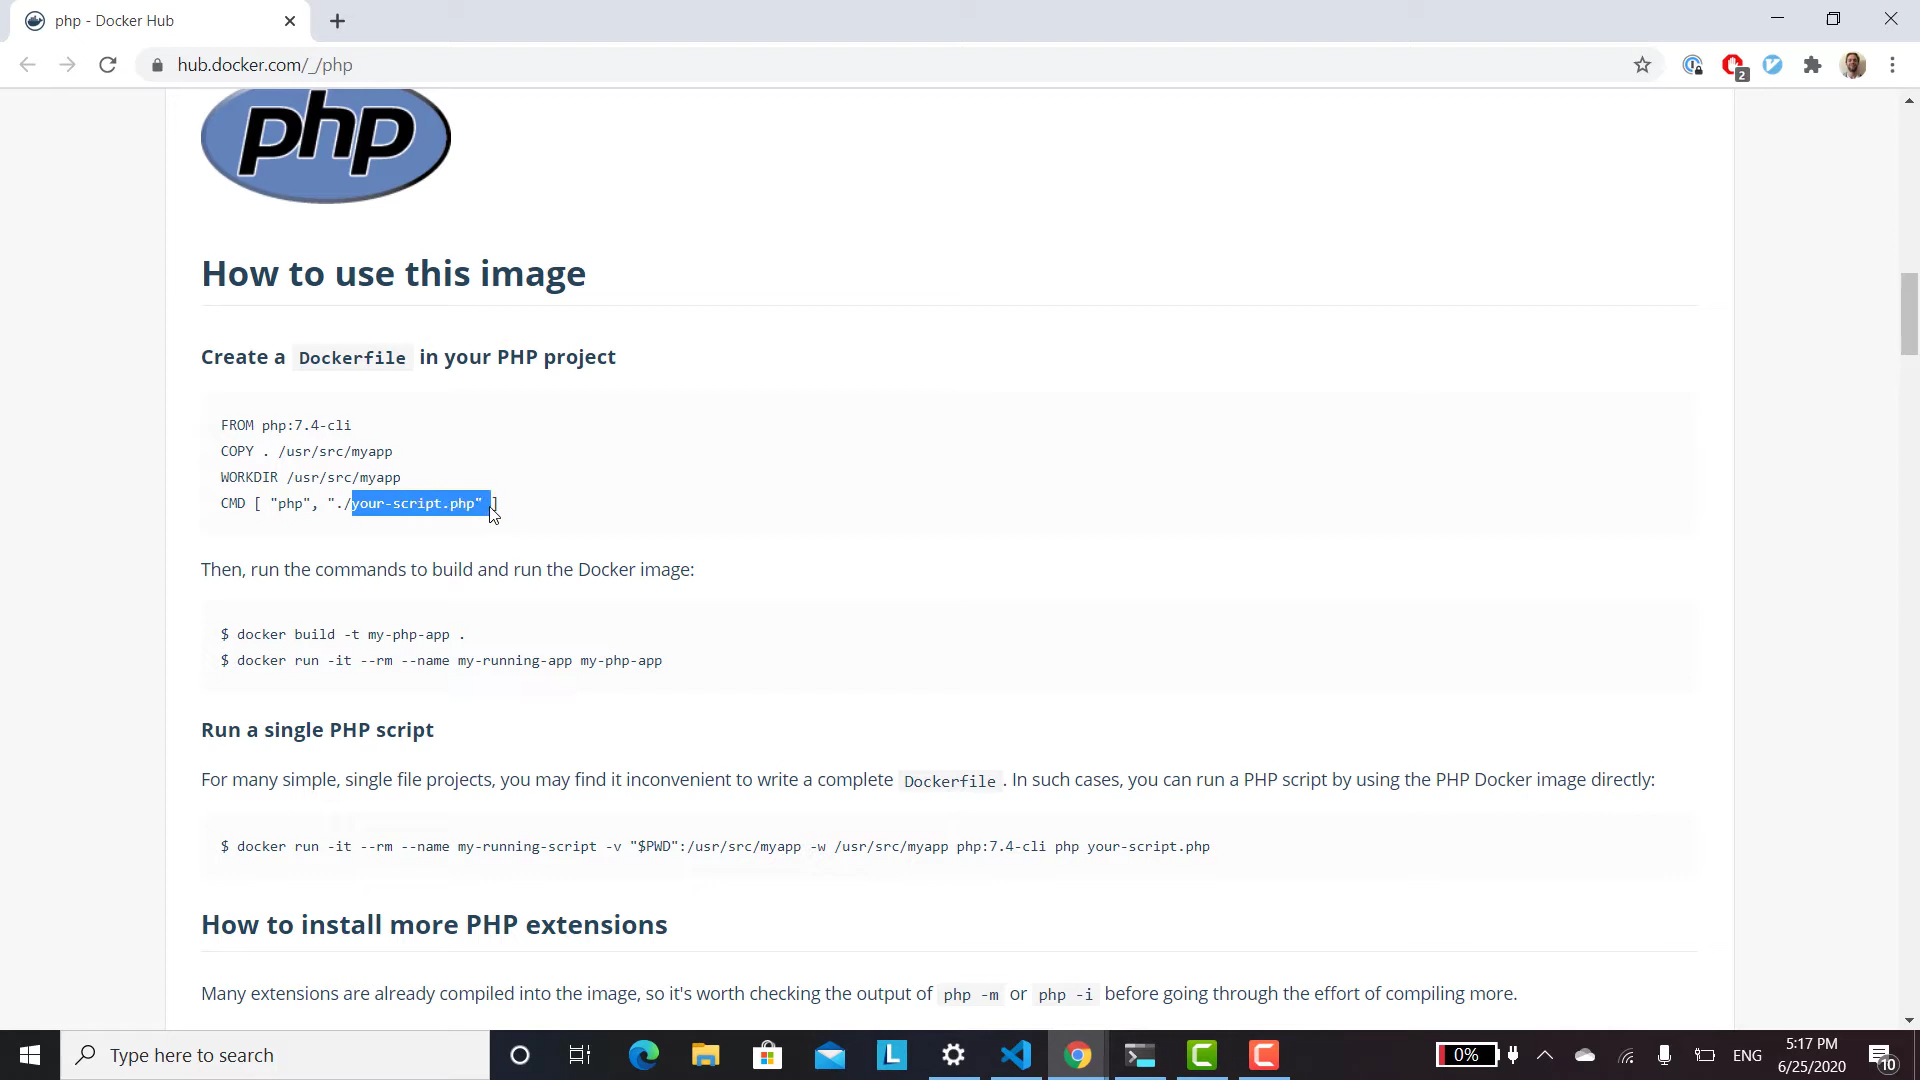 php - Docker Hub
hub.docker.com/_/php
2
php
How to use this image
Create a Dockerfile in your PHP project
FROM php:7.4-cli
COPY . /usr/src/myapp
WORKDIR /usr/src/myapp
CMD [ "php", "./your-script.php" ]
Then, run the commands to build and run the Docker image:
$ docker build -t my-php-app .
$ docker run -it --rm --name my-running-app my-php-app
Run a single PHP script
For many simple, single file projects, you may find it inconvenient to write a complete Dockerfile. In such cases, you can run a PHP script by using the PHP Docker image directly:
$ docker run -it --rm --name my-running-script -v "$PWD":/usr/src/myapp -w /usr/src/myapp php:7.4-cli php your-script.php
How to install more PHP extensions
Many extensions are already compiled into the image, so it's worth checking the output of php -m or php -i before going through the effort of compiling more.
Type here to search
L
0%
ENG
5:17 PM
6/25/2020
10